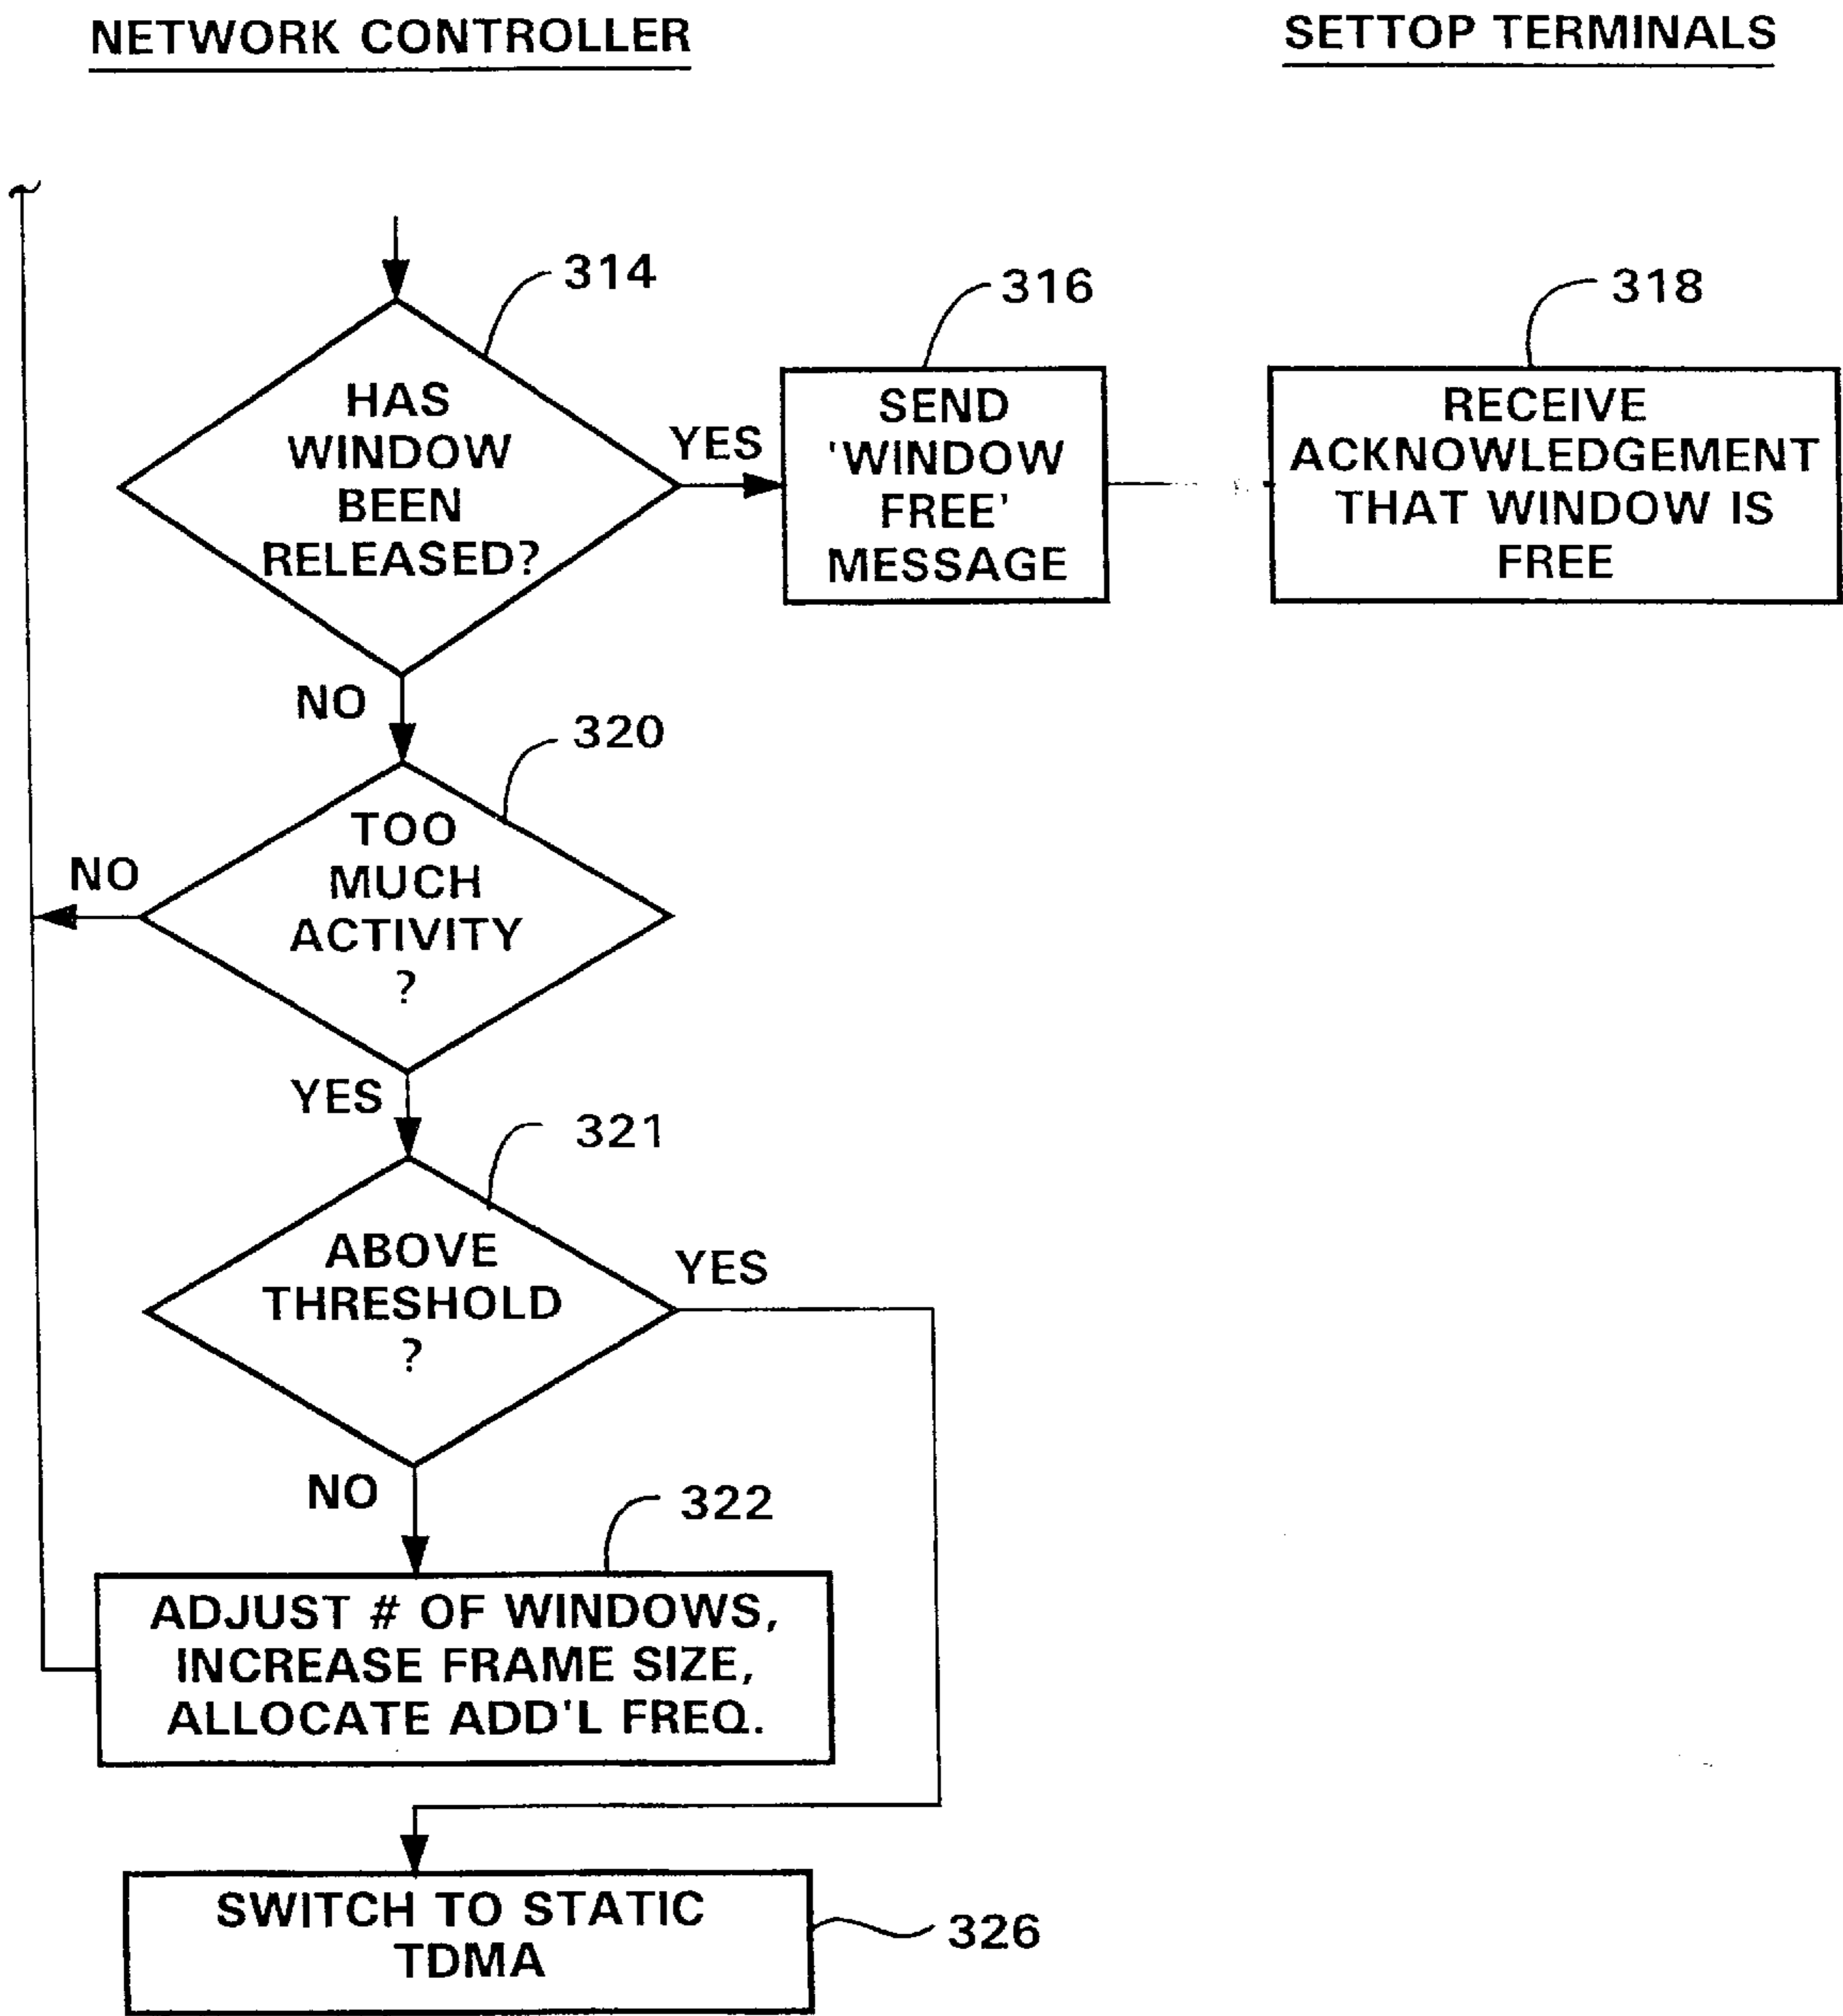 NETWORK CONTROLLER
SETTOP TERMINALS
314
HAS
WINDOW
BEEN
RELEASED?
YES
316
SEND
'WINDOW
FREE'
MESSAGE
318
RECEIVE
ACKNOWLEDGEMENT
THAT WINDOW IS
FREE
NO
320
TOO
MUCH
ACTIVITY
?
NO
YES
321
ABOVE
THRESHOLD
?
YES
NO
322
ADJUST # OF WINDOWS,
INCREASE FRAME SIZE,
ALLOCATE ADD'L FREQ.
SWITCH TO STATIC
TDMA
326